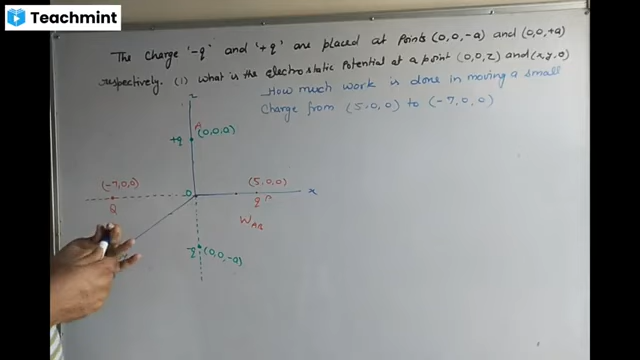 Teachmint
The charge '-q' and '+q' are placed at points (0,0,-a) and (0,0,+a)
respectively. (1) What is the electrostatic Potential at a point (0,0,z) and (x,y,0)
How much work is done in moving a small
charge from (5,0,0) to (-7,0,0)
z
A
+q (0,0,a)
(-7,0,0)
(5,0,0)
O
x
Q
q P
W_AB
-q (0,0,-a)